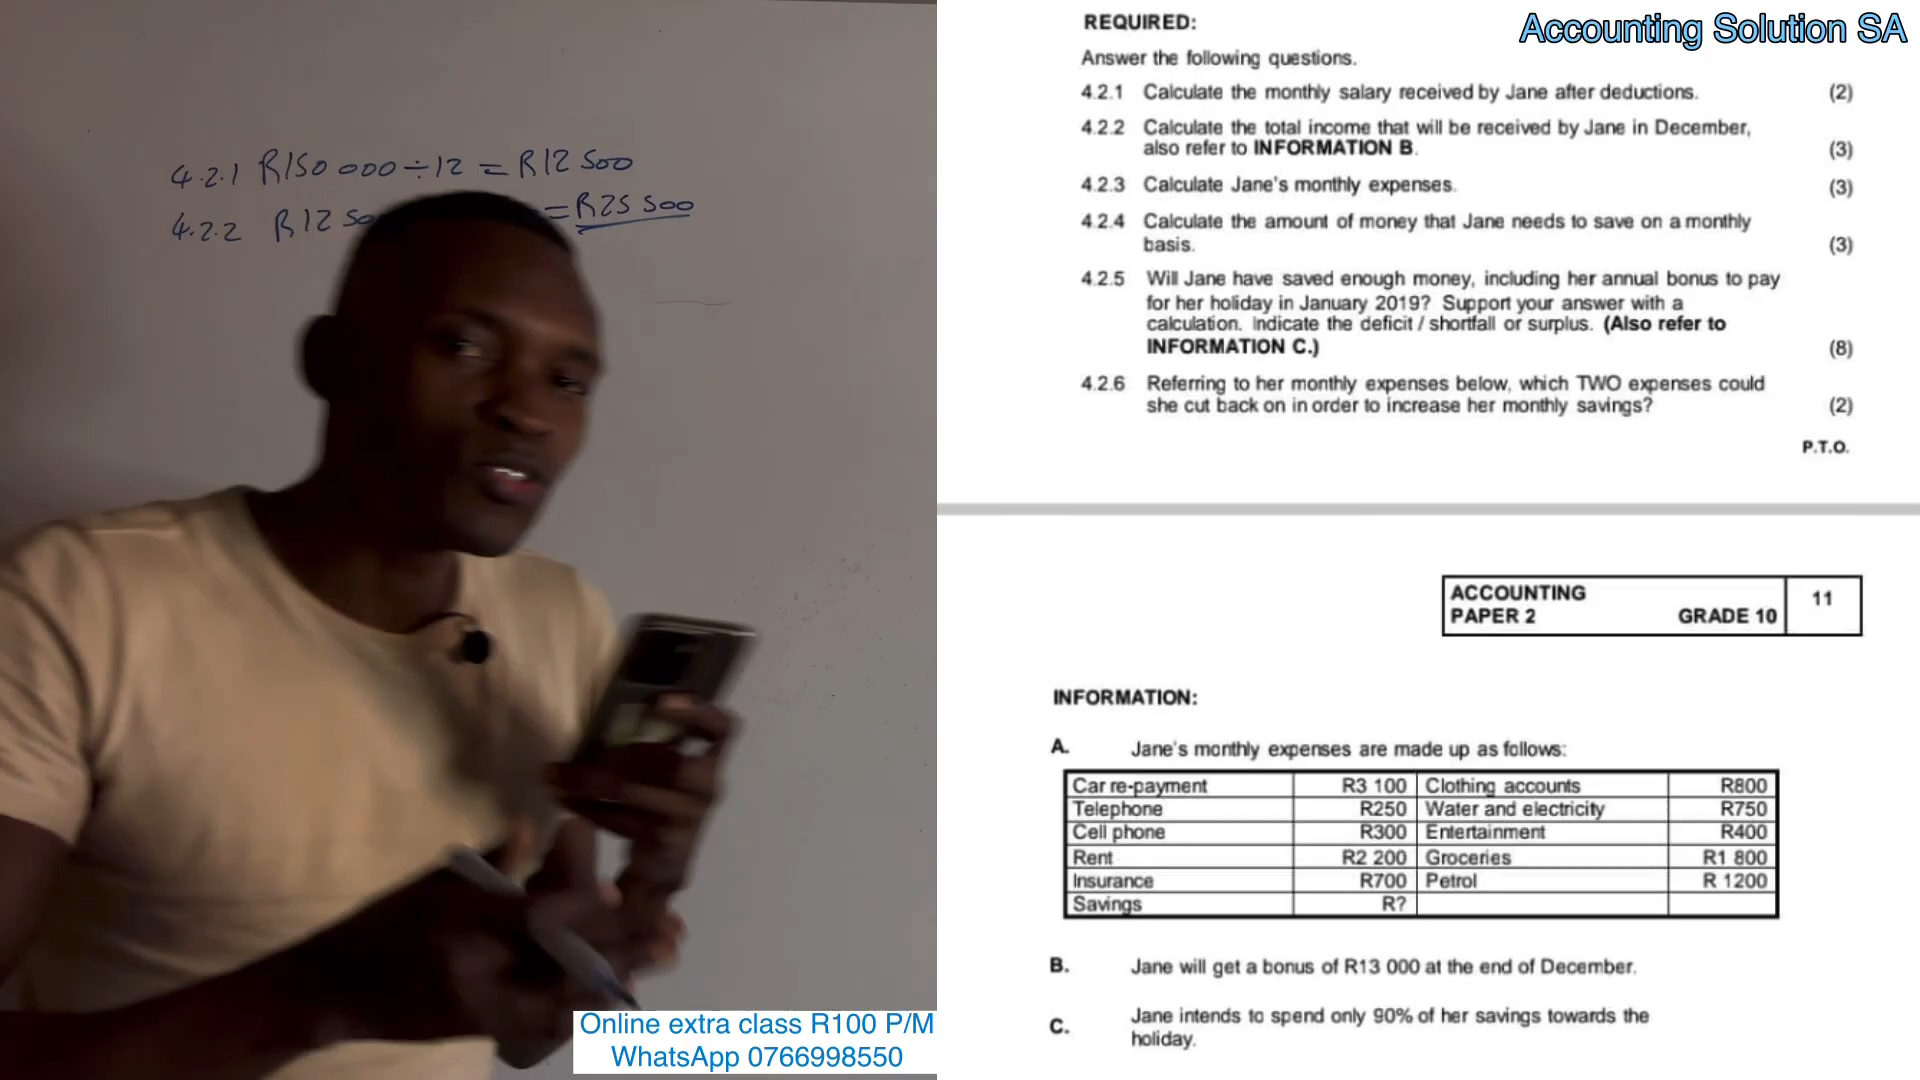 4.2.1 R150 000 ÷ 12 = R12 500
4.2.2 R12 50 = R25 500
Online extra class R100 P/M
WhatsApp 0766998550
Accounting Solution SA
REQUIRED:
Answer the following questions.
4.2.1 Calculate the monthly salary received by Jane after deductions. (2)
4.2.2 Calculate the total income that will be received by Jane in December,
also refer to INFORMATION B. (3)
4.2.3 Calculate Jane's monthly expenses. (3)
4.2.4 Calculate the amount of money that Jane needs to save on a monthly
basis. (3)
4.2.5 Will Jane have saved enough money, including her annual bonus to pay
for her holiday in January 2019? Support your answer with a
calculation. Indicate the deficit / shortfall or surplus. (Also refer to
INFORMATION C.) (8)
4.2.6 Referring to her monthly expenses below, which TWO expenses could
she cut back on in order to increase her monthly savings? (2)
P.T.O.
ACCOUNTING 11
PAPER 2 GRADE 10
INFORMATION:
A. Jane's monthly expenses are made up as follows:
Car re-payment R3 100 Clothing accounts R800
Telephone R250 Water and electricity R750
Cell phone R300 Entertainment R400
Rent R2 200 Groceries R1 800
Insurance R700 Petrol R 1200
Savings R?
B. Jane will get a bonus of R13 000 at the end of December.
C. Jane intends to spend only 90% of her savings towards the
holiday.